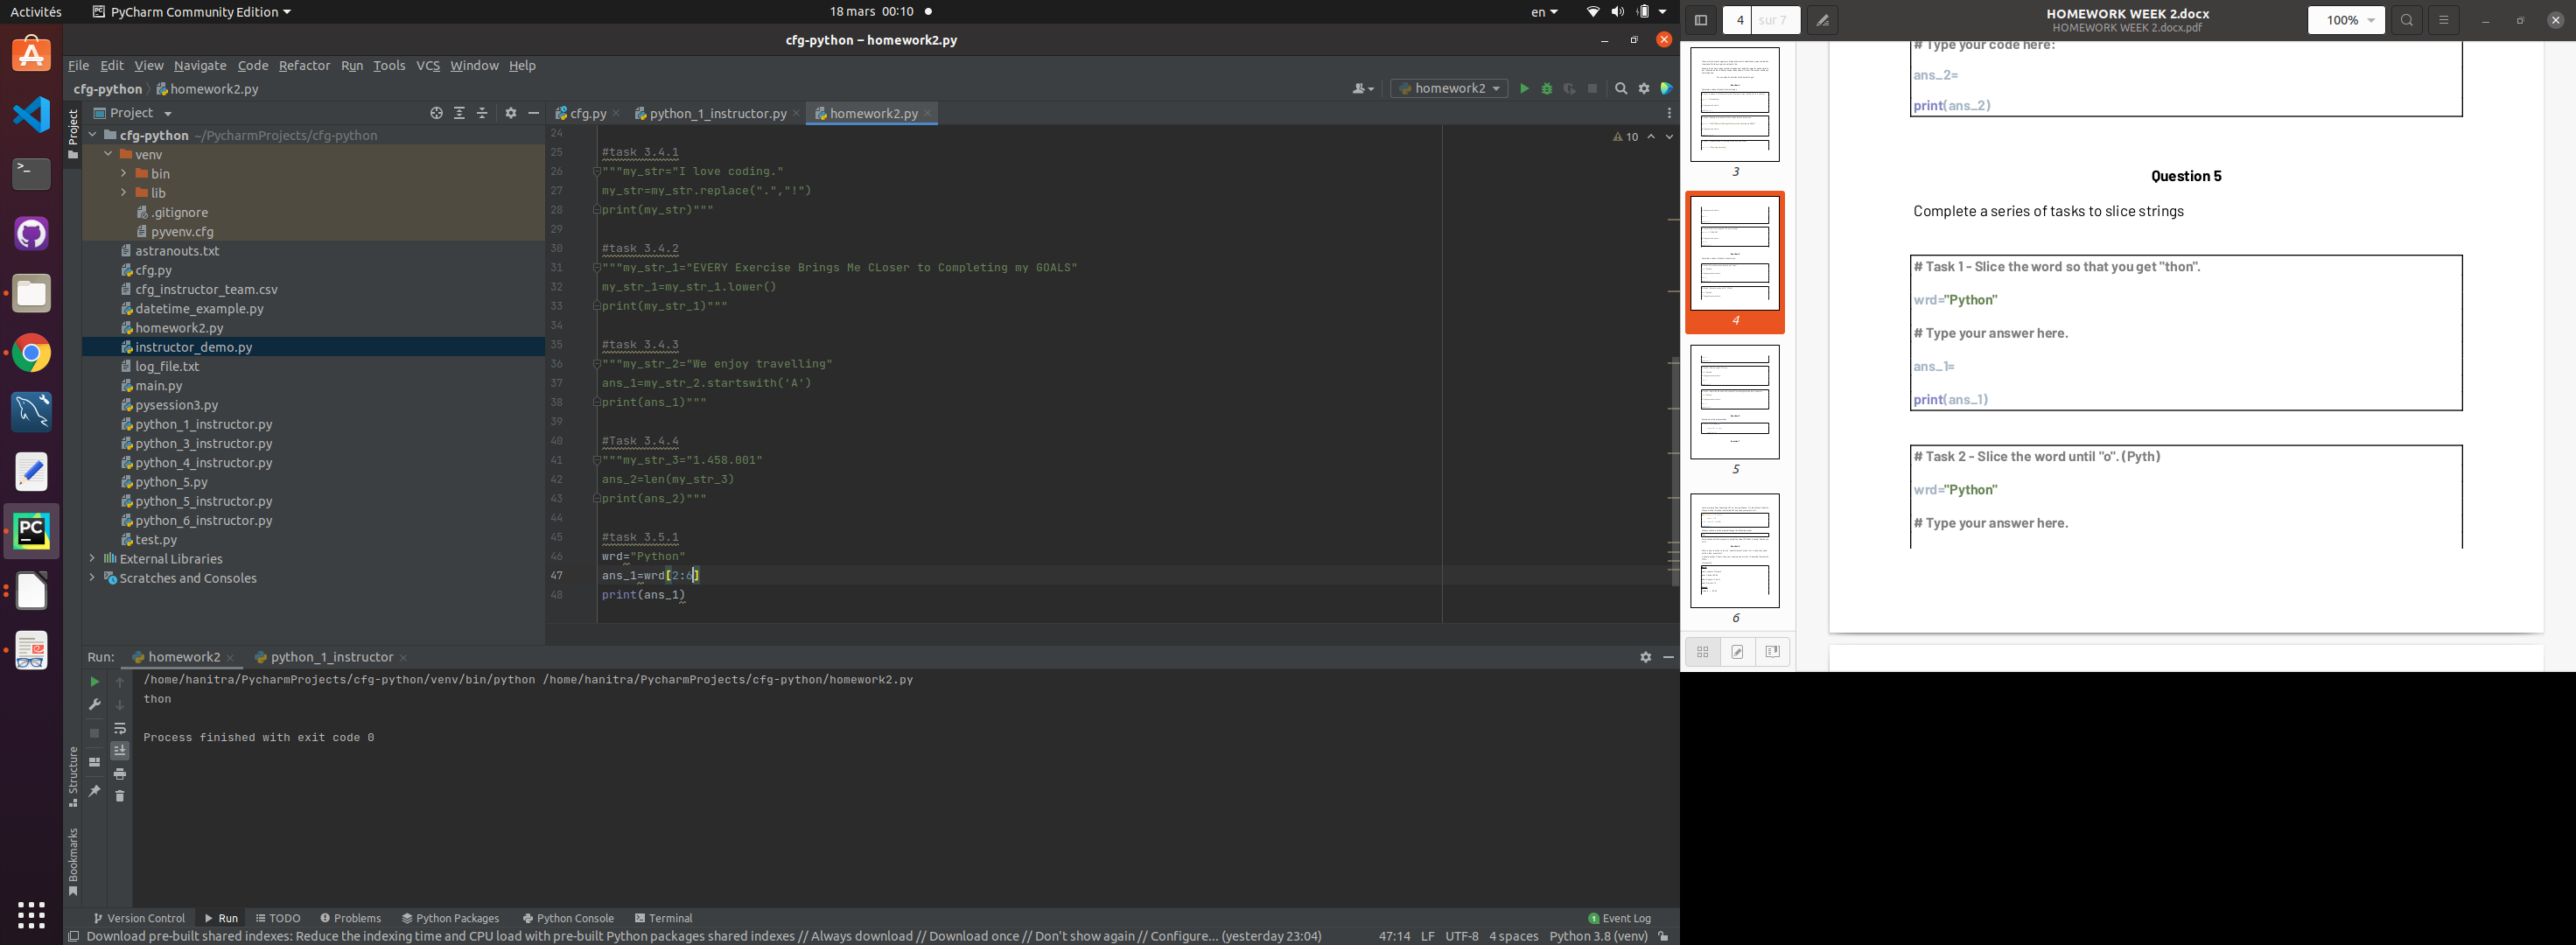 Activités
PyCharm Community Edition
18 mars 00:10
en
cfg-python – homework2.py
File Edit View Navigate Code Refactor Run Tools VCS Window Help
cfg-python
homework2.py
homework2
Project
cfg.py
python_1_instructor.py
homework2.py
Project
cfg-python ~/PycharmProjects/cfg-python
venv
bin
lib
.gitignore
pyvenv.cfg
astranouts.txt
cfg.py
cfg_instructor_team.csv
datetime_example.py
homework2.py
instructor_demo.py
log_file.txt
main.py
pysession3.py
python_1_instructor.py
python_3_instructor.py
python_4_instructor.py
python_5.py
python_5_instructor.py
python_6_instructor.py
test.py
External Libraries
Scratches and Consoles
10
24
25 #task 3.4.1
26 """my_str="I love coding."
27 my_str=my_str.replace(".","!")
28 print(my_str)"""
29
30 #task 3.4.2
31 """my_str_1="EVERY Exercise Brings Me CLoser to Completing my GOALS"
32 my_str_1=my_str_1.lower()
33 print(my_str_1)"""
34
35 #task 3.4.3
36 """my_str_2="We enjoy travelling"
37 ans_1=my_str_2.startswith('A')
38 print(ans_1)"""
39
40 #Task 3.4.4
41 """my_str_3="1.458.001"
42 ans_2=len(my_str_3)
43 print(ans_2)"""
44
45 #task 3.5.1
46 wrd="Python"
47 ans_1=wrd[2:6]
48 print(ans_1)
Run:
homework2
python_1_instructor
/home/hanitra/PycharmProjects/cfg-python/venv/bin/python /home/hanitra/PycharmProjects/cfg-python/homework2.py
thon
Process finished with exit code 0
Structure
Bookmarks
Version Control
Run
TODO
Problems
Python Packages
Python Console
Terminal
1 Event Log
Download pre-built shared indexes: Reduce the indexing time and CPU load with pre-built Python packages shared indexes // Always download // Download once // Don't show again // Configure... (yesterday 23:04)
47:14 LF UTF-8 4 spaces Python 3.8 (venv)
4 sur 7
HOMEWORK WEEK 2.docx
HOMEWORK WEEK 2.docx.pdf
100%
3
4
5
6
# Type your code here:
ans_2=
print(ans_2)
Question 5
Complete a series of tasks to slice strings
# Task 1 - Slice the word so that you get "thon".
wrd="Python"
# Type your answer here.
ans_1=
print(ans_1)
# Task 2 - Slice the word until "o". (Pyth)
wrd="Python"
# Type your answer here.